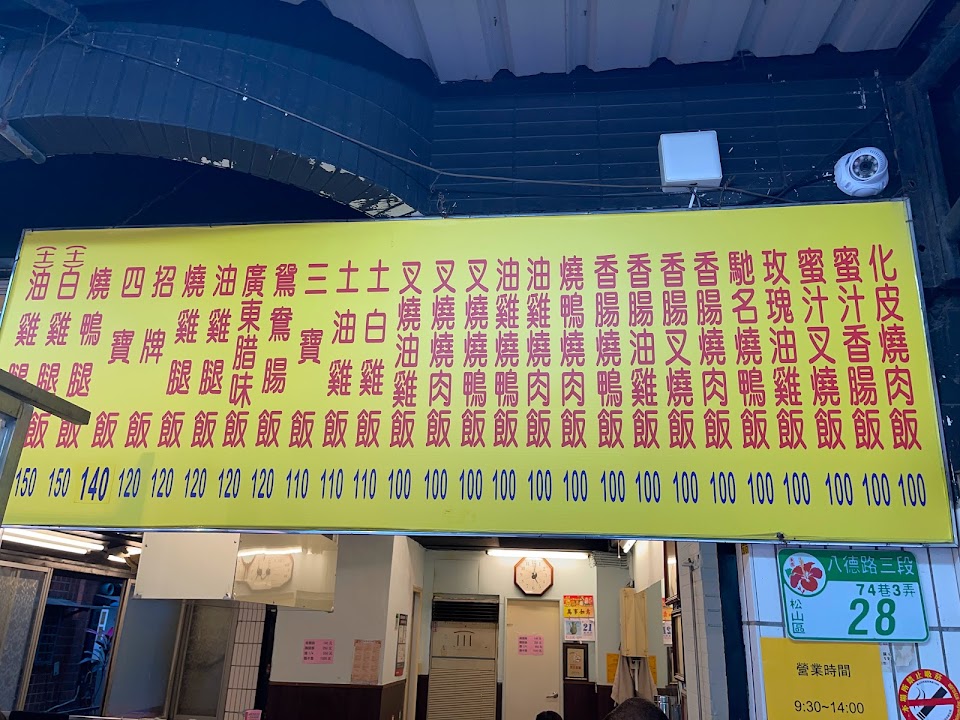 化皮燒肉飯
蜜汁香腸飯
蜜汁叉燒飯
玫瑰油雞飯
馳名燒鴨飯
香腸燒肉飯
香腸叉燒飯
香腸油雞飯
香腸燒鴨飯
燒鴨燒肉飯
油雞燒肉飯
油雞燒鴨飯
叉燒燒鴨飯
叉燒燒肉飯
叉燒油雞飯
土白雞飯
土油雞飯
三寶飯
鴛鴦腸飯
廣東腊味飯
油雞腿飯
燒雞腿飯
招牌飯
四寶飯
燒鴨腿飯
(土)白雞腿飯
(土)油雞腿飯
150 150 140 120 120 120 120 120 110 110 110 100 100 100 100 100 100 100 100 100 100 100 100 100 100 100
八德路三段
74巷3弄
松山區
28
營業時間
9:30~14:00